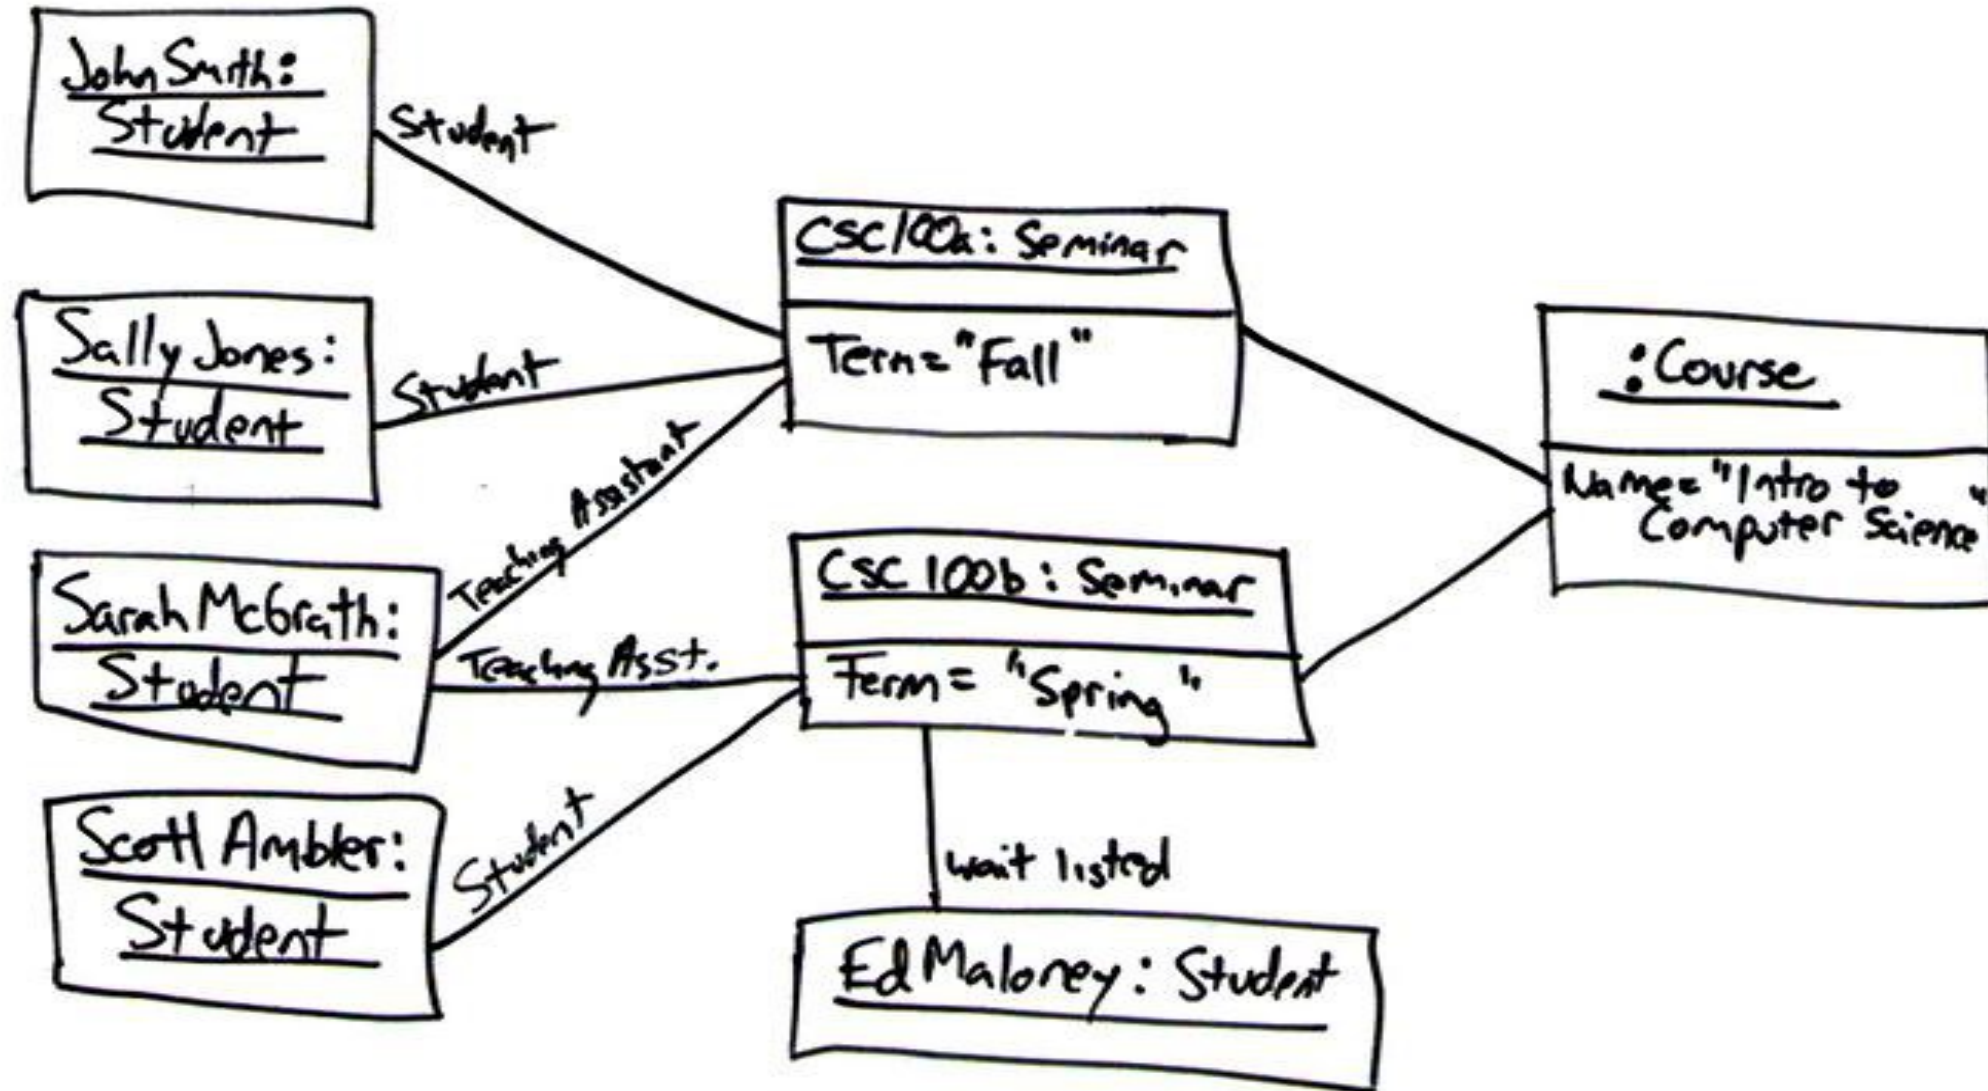 John Smith:
Student
Student
CSC100a: Seminar
Term="Fall"
Sally Jones:
Student
Student
:Course
Name="Intro to
Computer Science"
Teaching Assistant
CSC 100b: Seminar
Term= "Spring"
Sarah McGrath:
Student
Teaching Asst.
Scott Ambler:
Student
Student
wait listed
Ed Maloney: Student